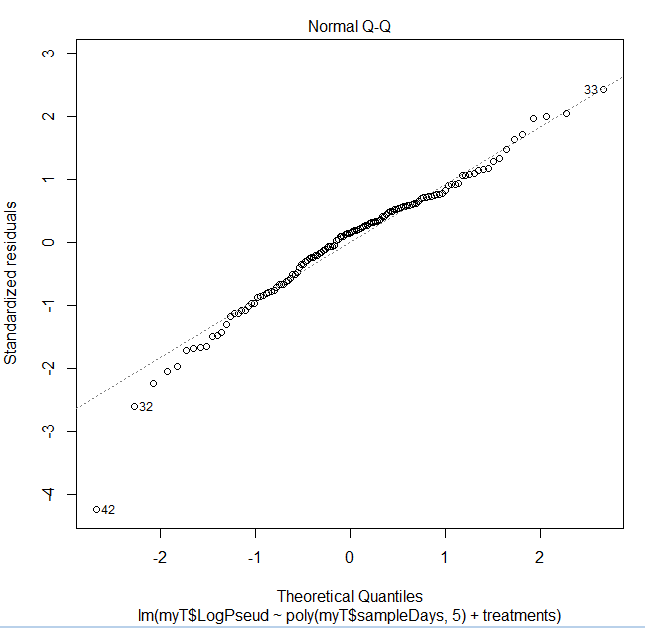 Normal Q-Q
3
2
1
0
-1
-2
-3
-4
Standardized residuals
33
32
42
-2 -1 0 1 2
Theoretical Quantiles
lm(myT$LogPseud ~ poly(myT$sampleDays, 5) + treatments)